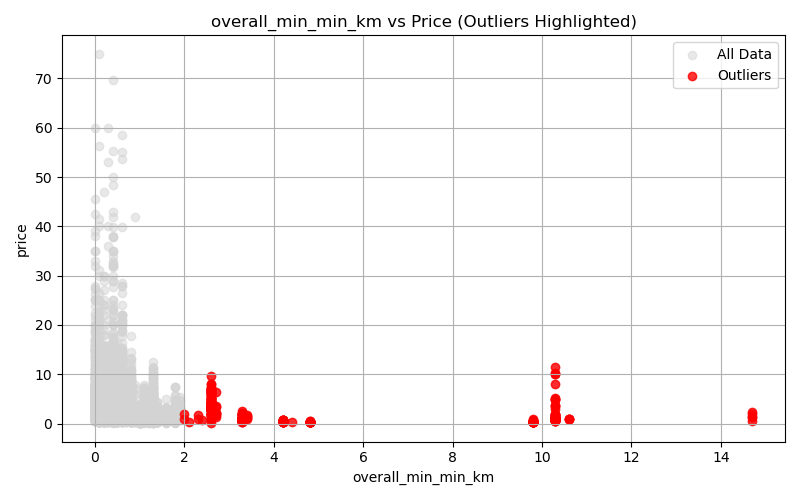 overall_min_min_km vs Price (Outliers Highlighted)
All Data
Outliers
price
70
60
50
40
30
20
10
0
0 2 4 6 8 10 12 14
overall_min_min_km